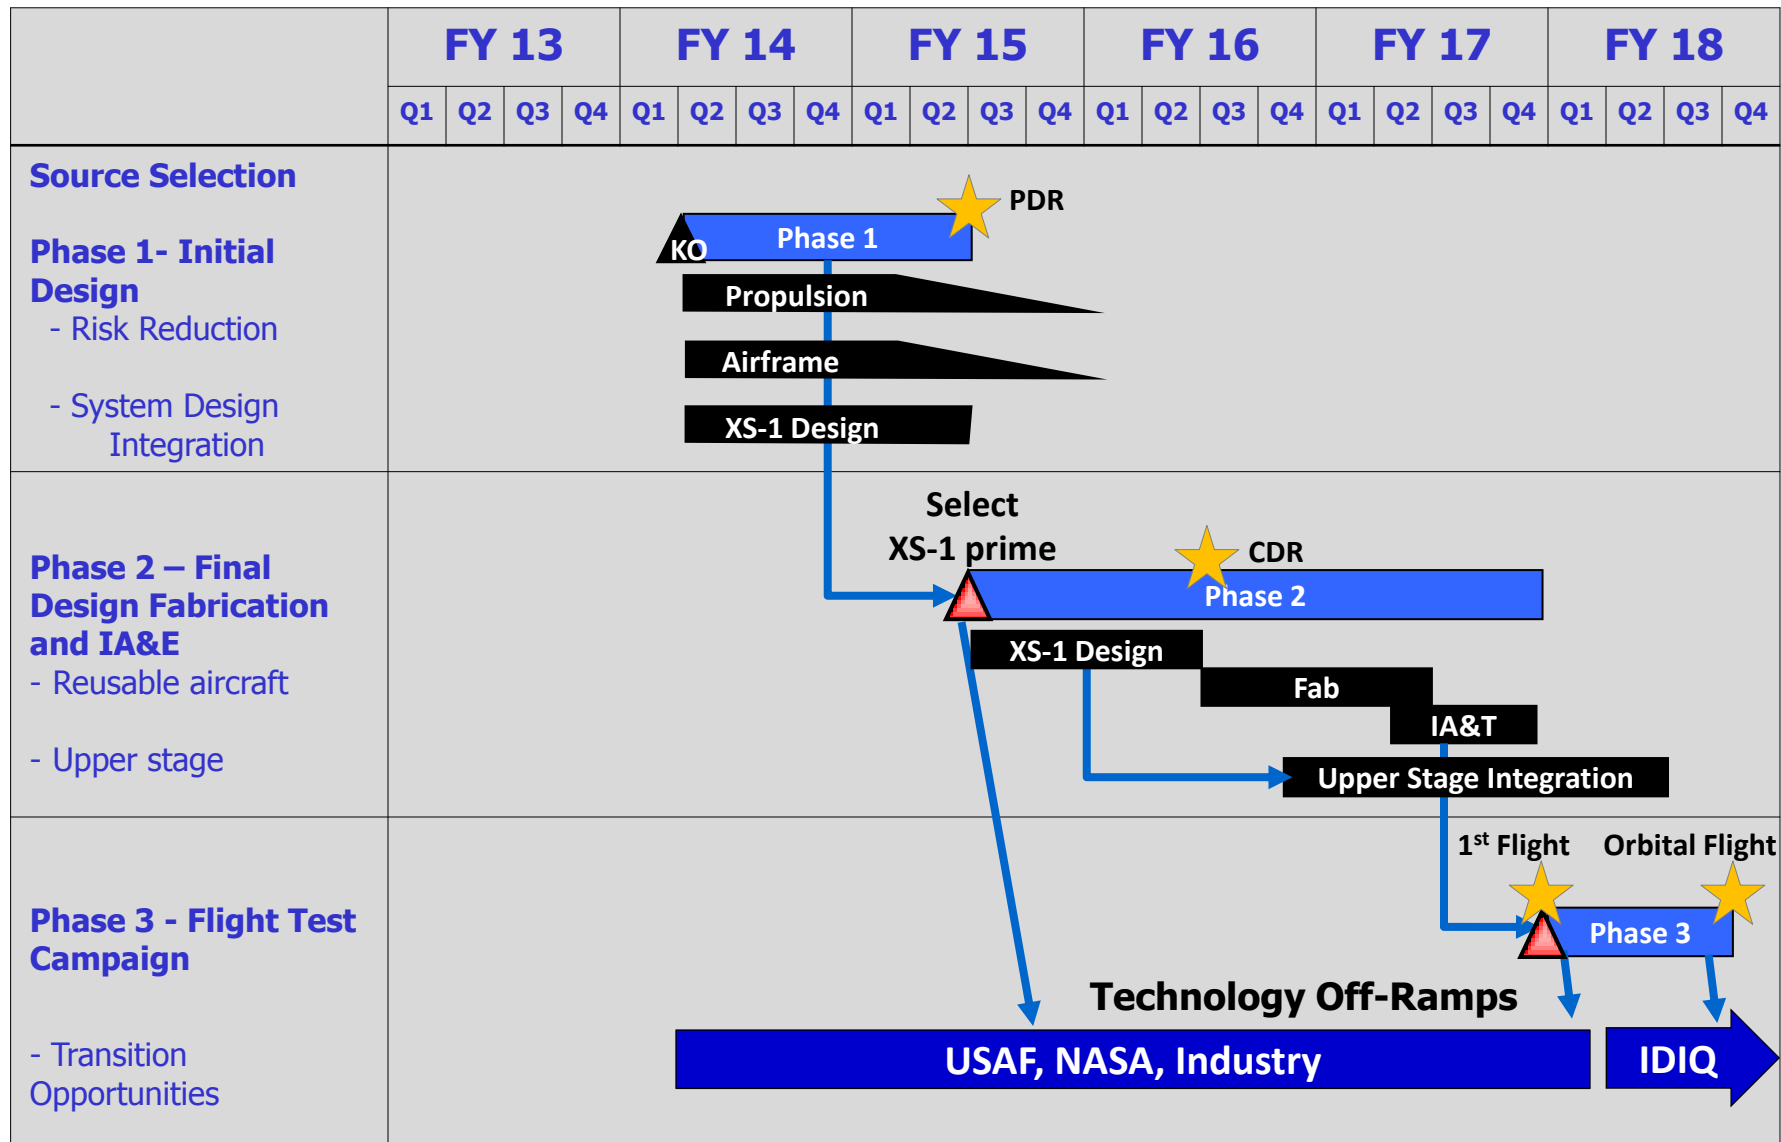 FY 13 FY 14 FY 15 FY 16 FY 17 FY 18
Q1 Q2 Q3 Q4 Q1 Q2 Q3 Q4 Q1 Q2 Q3 Q4 Q1 Q2 Q3 Q4 Q1 Q2 Q3 Q4 Q1 Q2 Q3 Q4
Source Selection
Phase 1- Initial
Design
- Risk Reduction
- System Design
Integration
PDR
KO
Phase 1
Propulsion
Airframe
XS-1 Design
Phase 2 – Final
Design Fabrication
and IA&E
- Reusable aircraft
- Upper stage
Select
XS-1 prime
CDR
Phase 2
XS-1 Design
Fab
IA&T
Upper Stage Integration
Phase 3 - Flight Test
Campaign
- Transition
Opportunities
1st Flight
Orbital Flight
Phase 3
Technology Off-Ramps
USAF, NASA, Industry
IDIQ